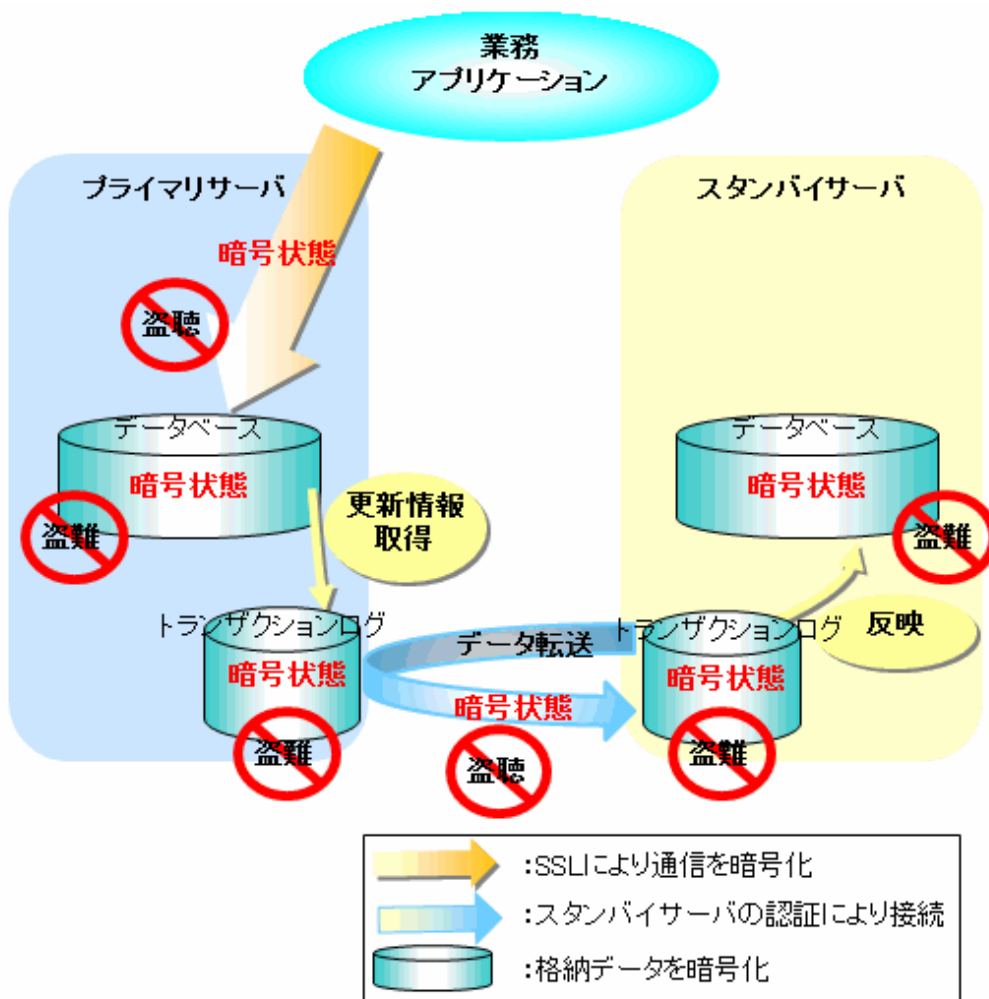 業務
アプリケーション
プライマリサーバ
スタンバイサーバ
暗号状態
盗聴
データベース
暗号状態
盗難
更新情報
取得
データベース
暗号状態
盗難
トランザクションログ
暗号状態
盗難
データ転送
暗号状態
盗聴
トランザクションログ
暗号状態
盗難
反映
:SSLにより通信を暗号化
:スタンバイサーバの認証により接続
:格納データを暗号化